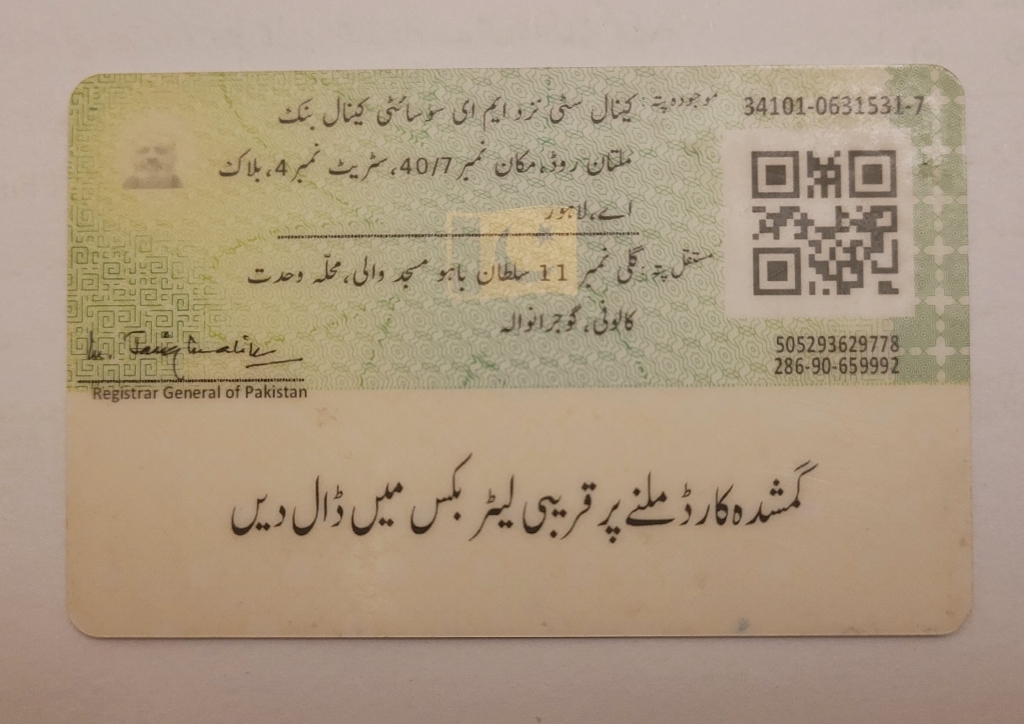 34101-0631531-7
موجودہ پتہ: کینال سٹی نزد ایم ای سوسائٹی کینال بنک
ملتان روڈ، مکان نمبر 40/7، سٹریٹ نمبر 4، بلاک
اے، لاہور
مستقل پتہ: گلی نمبر 11 سلطان باہو مسجد والی، محلّہ وحدت
کالونی، گوجرانوالہ
505293629778
286-90-659992
Registrar General of Pakistan
گمشدہ کارڈ ملنے پر قریبی لیٹر بکس میں ڈال دیں